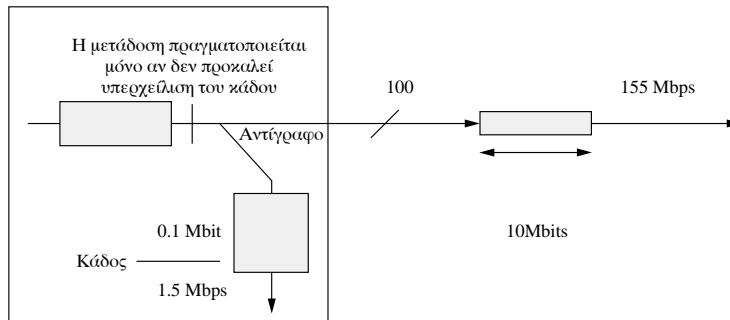 Η μετάδοση πραγματοποιείται
μόνο αν δεν προκαλεί
υπερχείλιση του κάδου
100
155 Mbps
Αντίγραφο
0.1 Mbit
10Mbits
Κάδος
1.5 Mbps